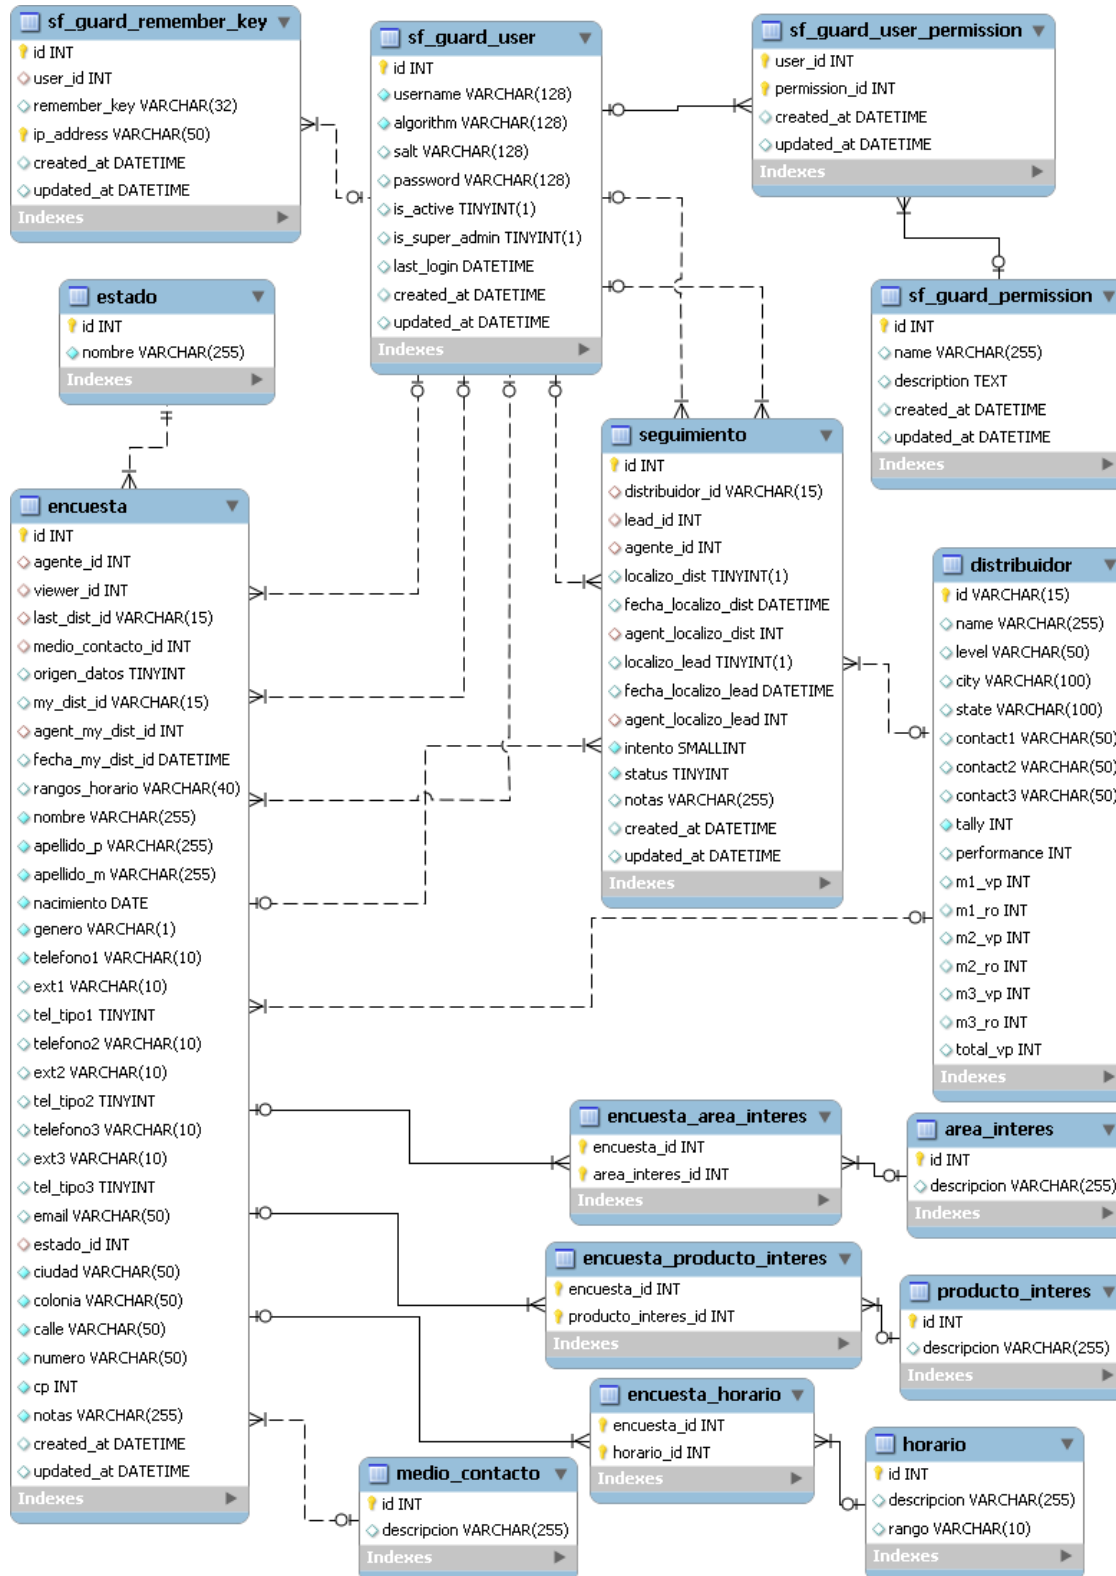 sf_guard_remember_key
id INT
user_id INT
remember_key VARCHAR(32)
ip_address VARCHAR(50)
created_at DATETIME
updated_at DATETIME
Indexes
sf_guard_user
id INT
username VARCHAR(128)
algorithm VARCHAR(128)
salt VARCHAR(128)
password VARCHAR(128)
is_active TINYINT(1)
is_super_admin TINYINT(1)
last_login DATETIME
created_at DATETIME
updated_at DATETIME
Indexes
sf_guard_user_permission
user_id INT
permission_id INT
created_at DATETIME
updated_at DATETIME
Indexes
estado
id INT
nombre VARCHAR(255)
Indexes
sf_guard_permission
id INT
name VARCHAR(255)
description TEXT
created_at DATETIME
updated_at DATETIME
Indexes
seguimiento
id INT
distribuidor_id VARCHAR(15)
lead_id INT
agente_id INT
localizo_dist TINYINT(1)
fecha_localizo_dist DATETIME
agent_localizo_dist INT
localizo_lead TINYINT(1)
fecha_localizo_lead DATETIME
agent_localizo_lead INT
intento SMALLINT
status TINYINT
notas VARCHAR(255)
created_at DATETIME
updated_at DATETIME
Indexes
encuesta
id INT
agente_id INT
viewer_id INT
last_dist_id VARCHAR(15)
medio_contacto_id INT
origen_datos TINYINT
my_dist_id VARCHAR(15)
agent_my_dist_id INT
fecha_my_dist_id DATETIME
rangos_horario VARCHAR(40)
nombre VARCHAR(255)
apellido_p VARCHAR(255)
apellido_m VARCHAR(255)
nacimiento DATE
genero VARCHAR(1)
telefono1 VARCHAR(10)
ext1 VARCHAR(10)
tel_tipo1 TINYINT
telefono2 VARCHAR(10)
ext2 VARCHAR(10)
tel_tipo2 TINYINT
telefono3 VARCHAR(10)
ext3 VARCHAR(10)
tel_tipo3 TINYINT
email VARCHAR(50)
estado_id INT
ciudad VARCHAR(50)
colonia VARCHAR(50)
calle VARCHAR(50)
numero VARCHAR(50)
cp INT
notas VARCHAR(255)
created_at DATETIME
updated_at DATETIME
Indexes
distribuidor
id VARCHAR(15)
name VARCHAR(255)
level VARCHAR(50)
city VARCHAR(100)
state VARCHAR(100)
contact1 VARCHAR(50)
contact2 VARCHAR(50)
contact3 VARCHAR(50)
tally INT
performance INT
m1_vp INT
m1_ro INT
m2_vp INT
m2_ro INT
m3_vp INT
m3_ro INT
total_vp INT
Indexes
encuesta_area_interes
encuesta_id INT
area_interes_id INT
Indexes
area_interes
id INT
descripcion VARCHAR(255)
Indexes
encuesta_producto_interes
encuesta_id INT
producto_interes_id INT
Indexes
producto_interes
id INT
descripcion VARCHAR(255)
Indexes
encuesta_horario
encuesta_id INT
horario_id INT
Indexes
horario
id INT
descripcion VARCHAR(255)
rango VARCHAR(10)
Indexes
medio_contacto
id INT
descripcion VARCHAR(255)
Indexes